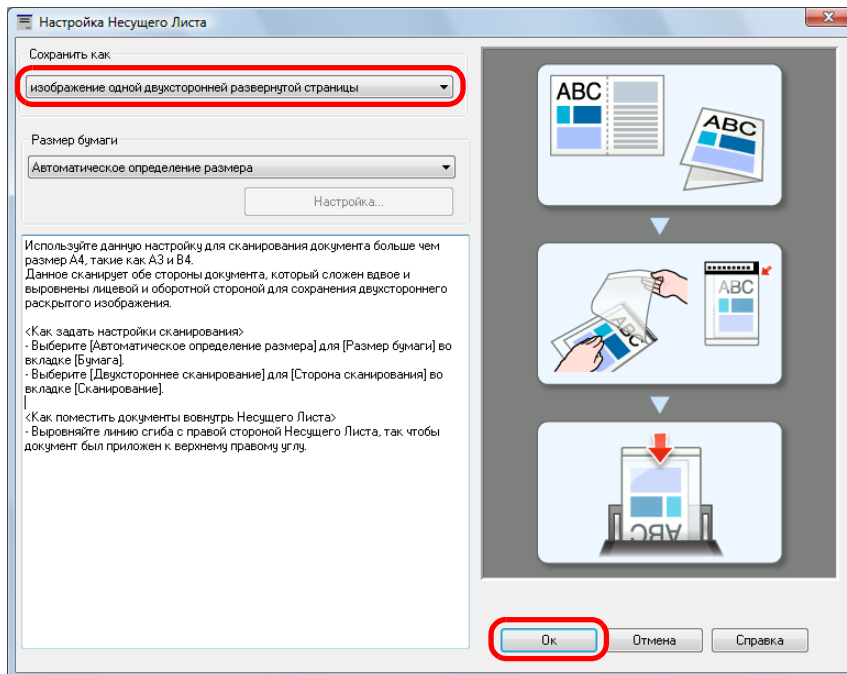 Настройка Несущего Листа
Сохранить как
изображение одной двухсторонней развернутой страницы
Размер бумаги
Автоматическое определение размера
Настройка...
Используйте данную настройку для сканирования документа больше чем
размер A4, такие как A3 и B4.
Данное сканирует обе стороны документа, который сложен вдвое и
выровнены лицевой и оборотной стороной для сохранения двухстороннего
раскрытого изображения.
<Как задать настройки сканирования>
- Выберите [Автоматическое определение размера] для [Размер бумаги] во
вкладке [Бумага].
- Выберите [Двухстороннее сканирование] для [Сторона сканирования] во
вкладке [Сканирование].
<Как поместить документы вовнутрь Несущего Листа>
- Выровняйте линию сгиба с правой стороной Несущего Листа, так чтобы
документ был приложен к верхнему правому углу.
ABC
ABC
ABC
ABC
ABC
Ок
Отмена
Справка